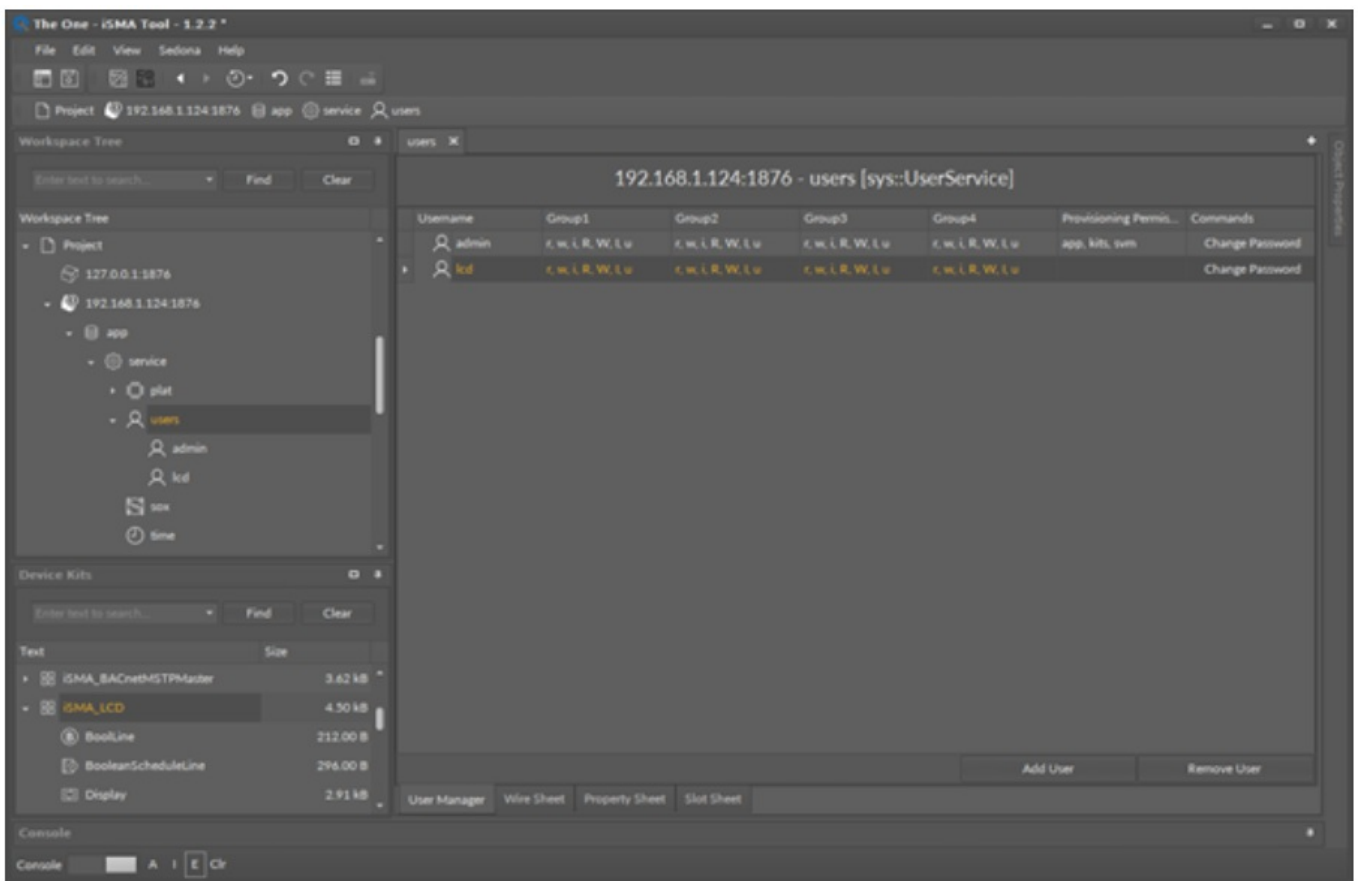 The One - iSMA Tool - 1.2.2 *
File Edit View Sedona Help
Project 192.168.1.124:1876 app service users
Workspace Tree
Enter text to search... Find Clear
Workspace Tree
Project
127.0.0.1:1876
192.168.1.124:1876
app
service
plat
users
admin
lcd
sox
time
Device Kits
Enter text to search... Find Clear
Text Size
iSMA_BACnetMSTPMaster 3.62 kB
iSMA_LCD 4.50 kB
BoolLine 212.00 B
BooleanScheduleLine 296.00 B
Display 2.91 kB
users
192.168.1.124:1876 - users [sys::UserService]
Username Group1 Group2 Group3 Group4 Provisioning Permis... Commands
admin r, w, i, R, W, I, u r, w, i, R, W, I, u r, w, i, R, W, I, u r, w, i, R, W, I, u app, kits, svm Change Password
lcd r, w, i, R, W, I, u r, w, i, R, W, I, u r, w, i, R, W, I, u r, w, i, R, W, I, u Change Password
Add User Remove User
User Manager Wire Sheet Property Sheet Slot Sheet
Object Properties
Console
Console A I E Clr